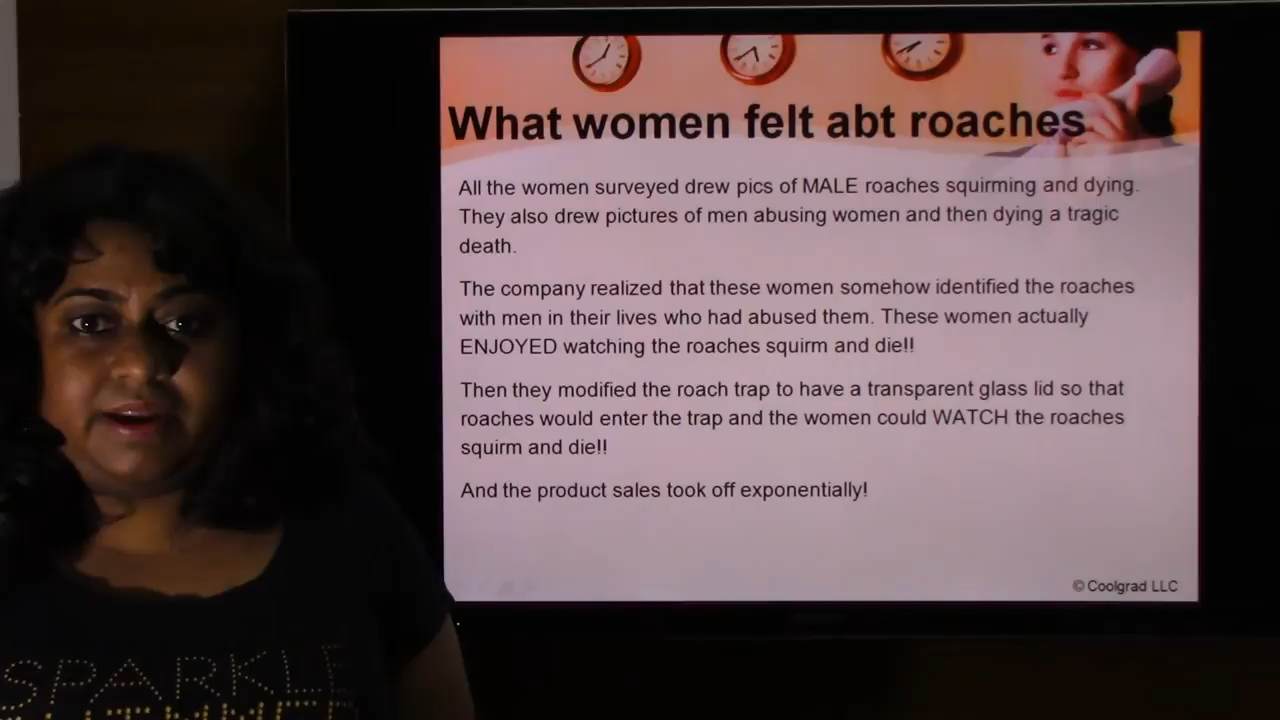 What women felt abt roaches
All the women surveyed drew pics of MALE roaches squirming and dying.
They also drew pictures of men abusing women and then dying a tragic
death.
The company realized that these women somehow identified the roaches
with men in their lives who had abused them. These women actually
ENJOYED watching the roaches squirm and die!!
Then they modified the roach trap to have a transparent glass lid so that
roaches would enter the trap and the women could WATCH the roaches
squirm and die!!
And the product sales took off exponentially!
© Coolgrad LLC
SPARKLE